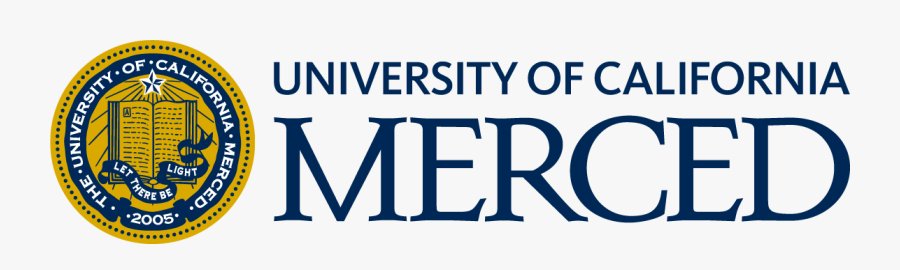 THE · UNIVERSITY · OF · CALIFORNIA · MERCED ·
A
LET THERE BE LIGHT
· 2005 ·
UNIVERSITY OF CALIFORNIA
MERCED